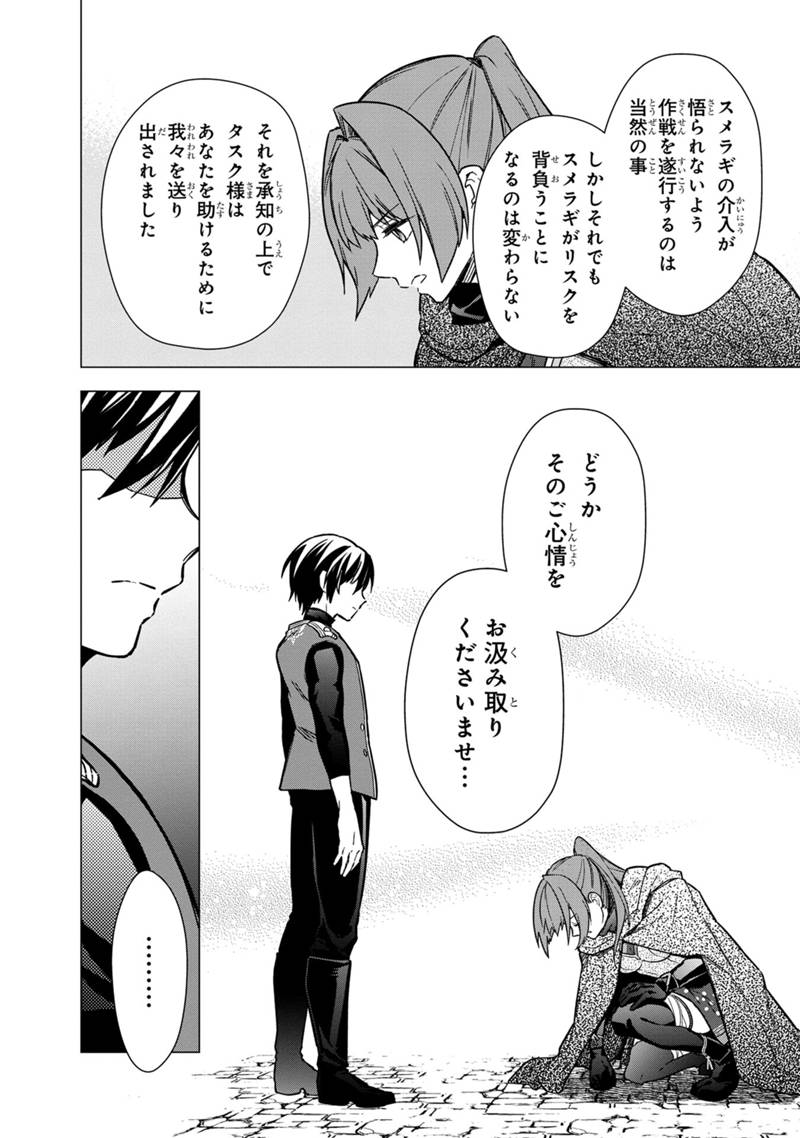 スメラギの介入が
悟られないよう
作戦を遂行するのは
当然の事
しかしそれでも
スメラギがリスクを
背負うことに
なるのは変わらない
それを承知の上で
タスク様は
あなたを助けるために
我々を送り
出されました
どうか
そのご心情を
お汲み取り
くださいませ…
………